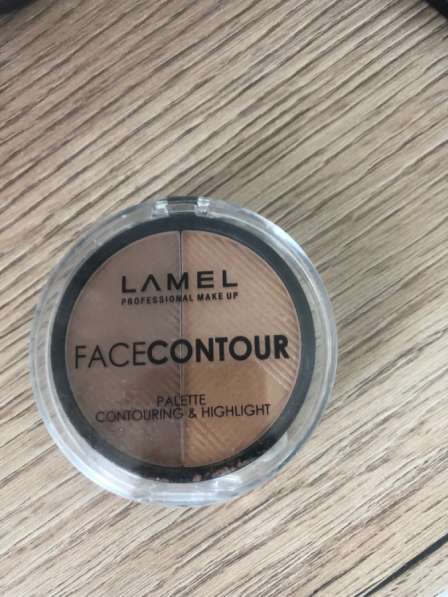 LAMEL
PROFESSIONAL MAKE UP
FACECONTOUR
PALETTE
CONTOURING & HIGHLIGHT